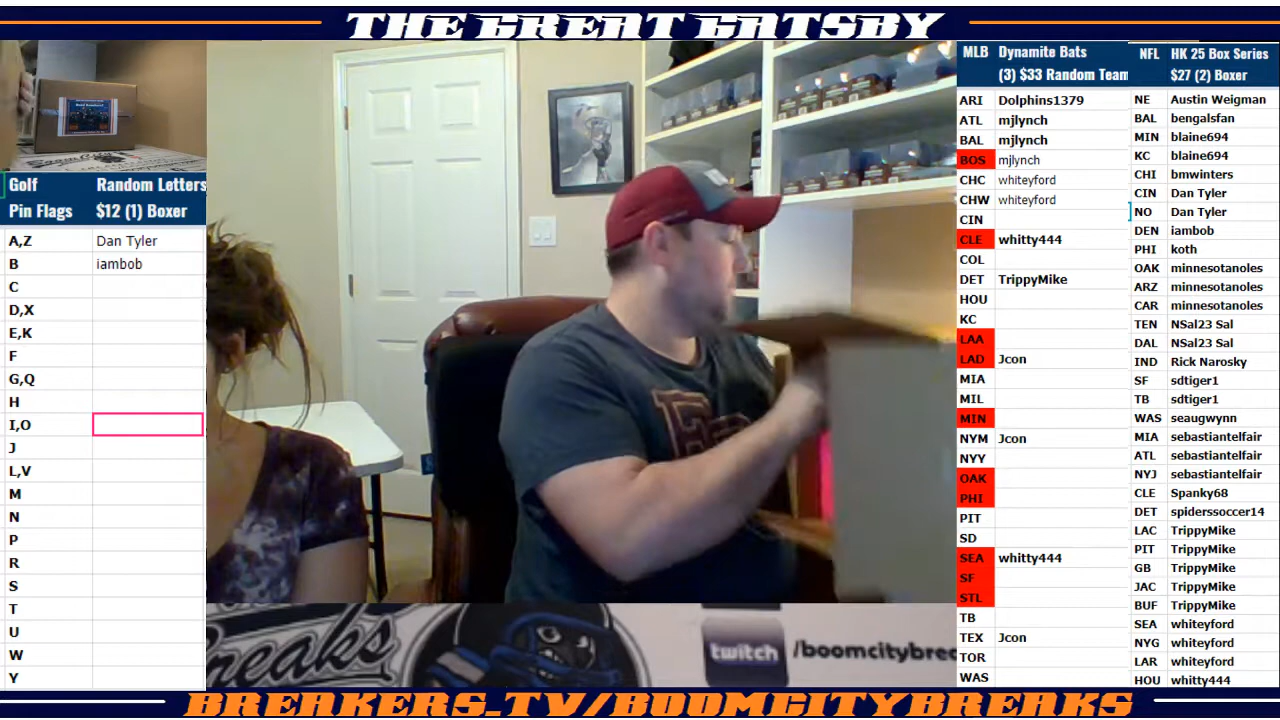 THE GREAT GATSBY
Golf Random Letters
Pin Flags $12 (1) Boxer
A,Z Dan Tyler
B iambob
C
D,X
E,K
F
G,Q
H
I,O
J
L,V
M
N
P
R
S
T
U
W
Y
MLB Dynamite Bats
(3) $33 Random Team
ARI Dolphins1379
ATL mjlynch
BAL mjlynch
BOS mjlynch
CHC whiteyford
CHW whiteyford
CIN
CLE whitty444
COL
DET TrippyMike
HOU
KC
LAA
LAD Jcon
MIA
MIL
MIN
NYM Jcon
NYY
OAK
PHI
PIT
SD
SEA whitty444
SF
STL
TB
TEX Jcon
TOR
WAS
NFL HK 25 Box Series
$27 (2) Boxer
NE Austin Weigman
BAL bengalsfan
MIN blaine694
KC blaine694
CHI bmwinters
CIN Dan Tyler
NO Dan Tyler
DEN iambob
PHI koth
OAK minnesotanoles
ARZ minnesotanoles
CAR minnesotanoles
TEN NSal23 Sal
DAL NSal23 Sal
IND Rick Narosky
SF sdtiger1
TB sdtiger1
WAS seaugwynn
MIA sebastiantelfair
ATL sebastiantelfair
NYJ sebastiantelfair
CLE Spanky68
DET spiderssoccer14
LAC TrippyMike
PIT TrippyMike
GB TrippyMike
JAC TrippyMike
BUF TrippyMike
SEA whiteyford
NYG whiteyford
LAR whiteyford
HOU whitty444
reaks
twitch /boomcitybrea
BREAKERS.TV/BOOMCITYBREAKS